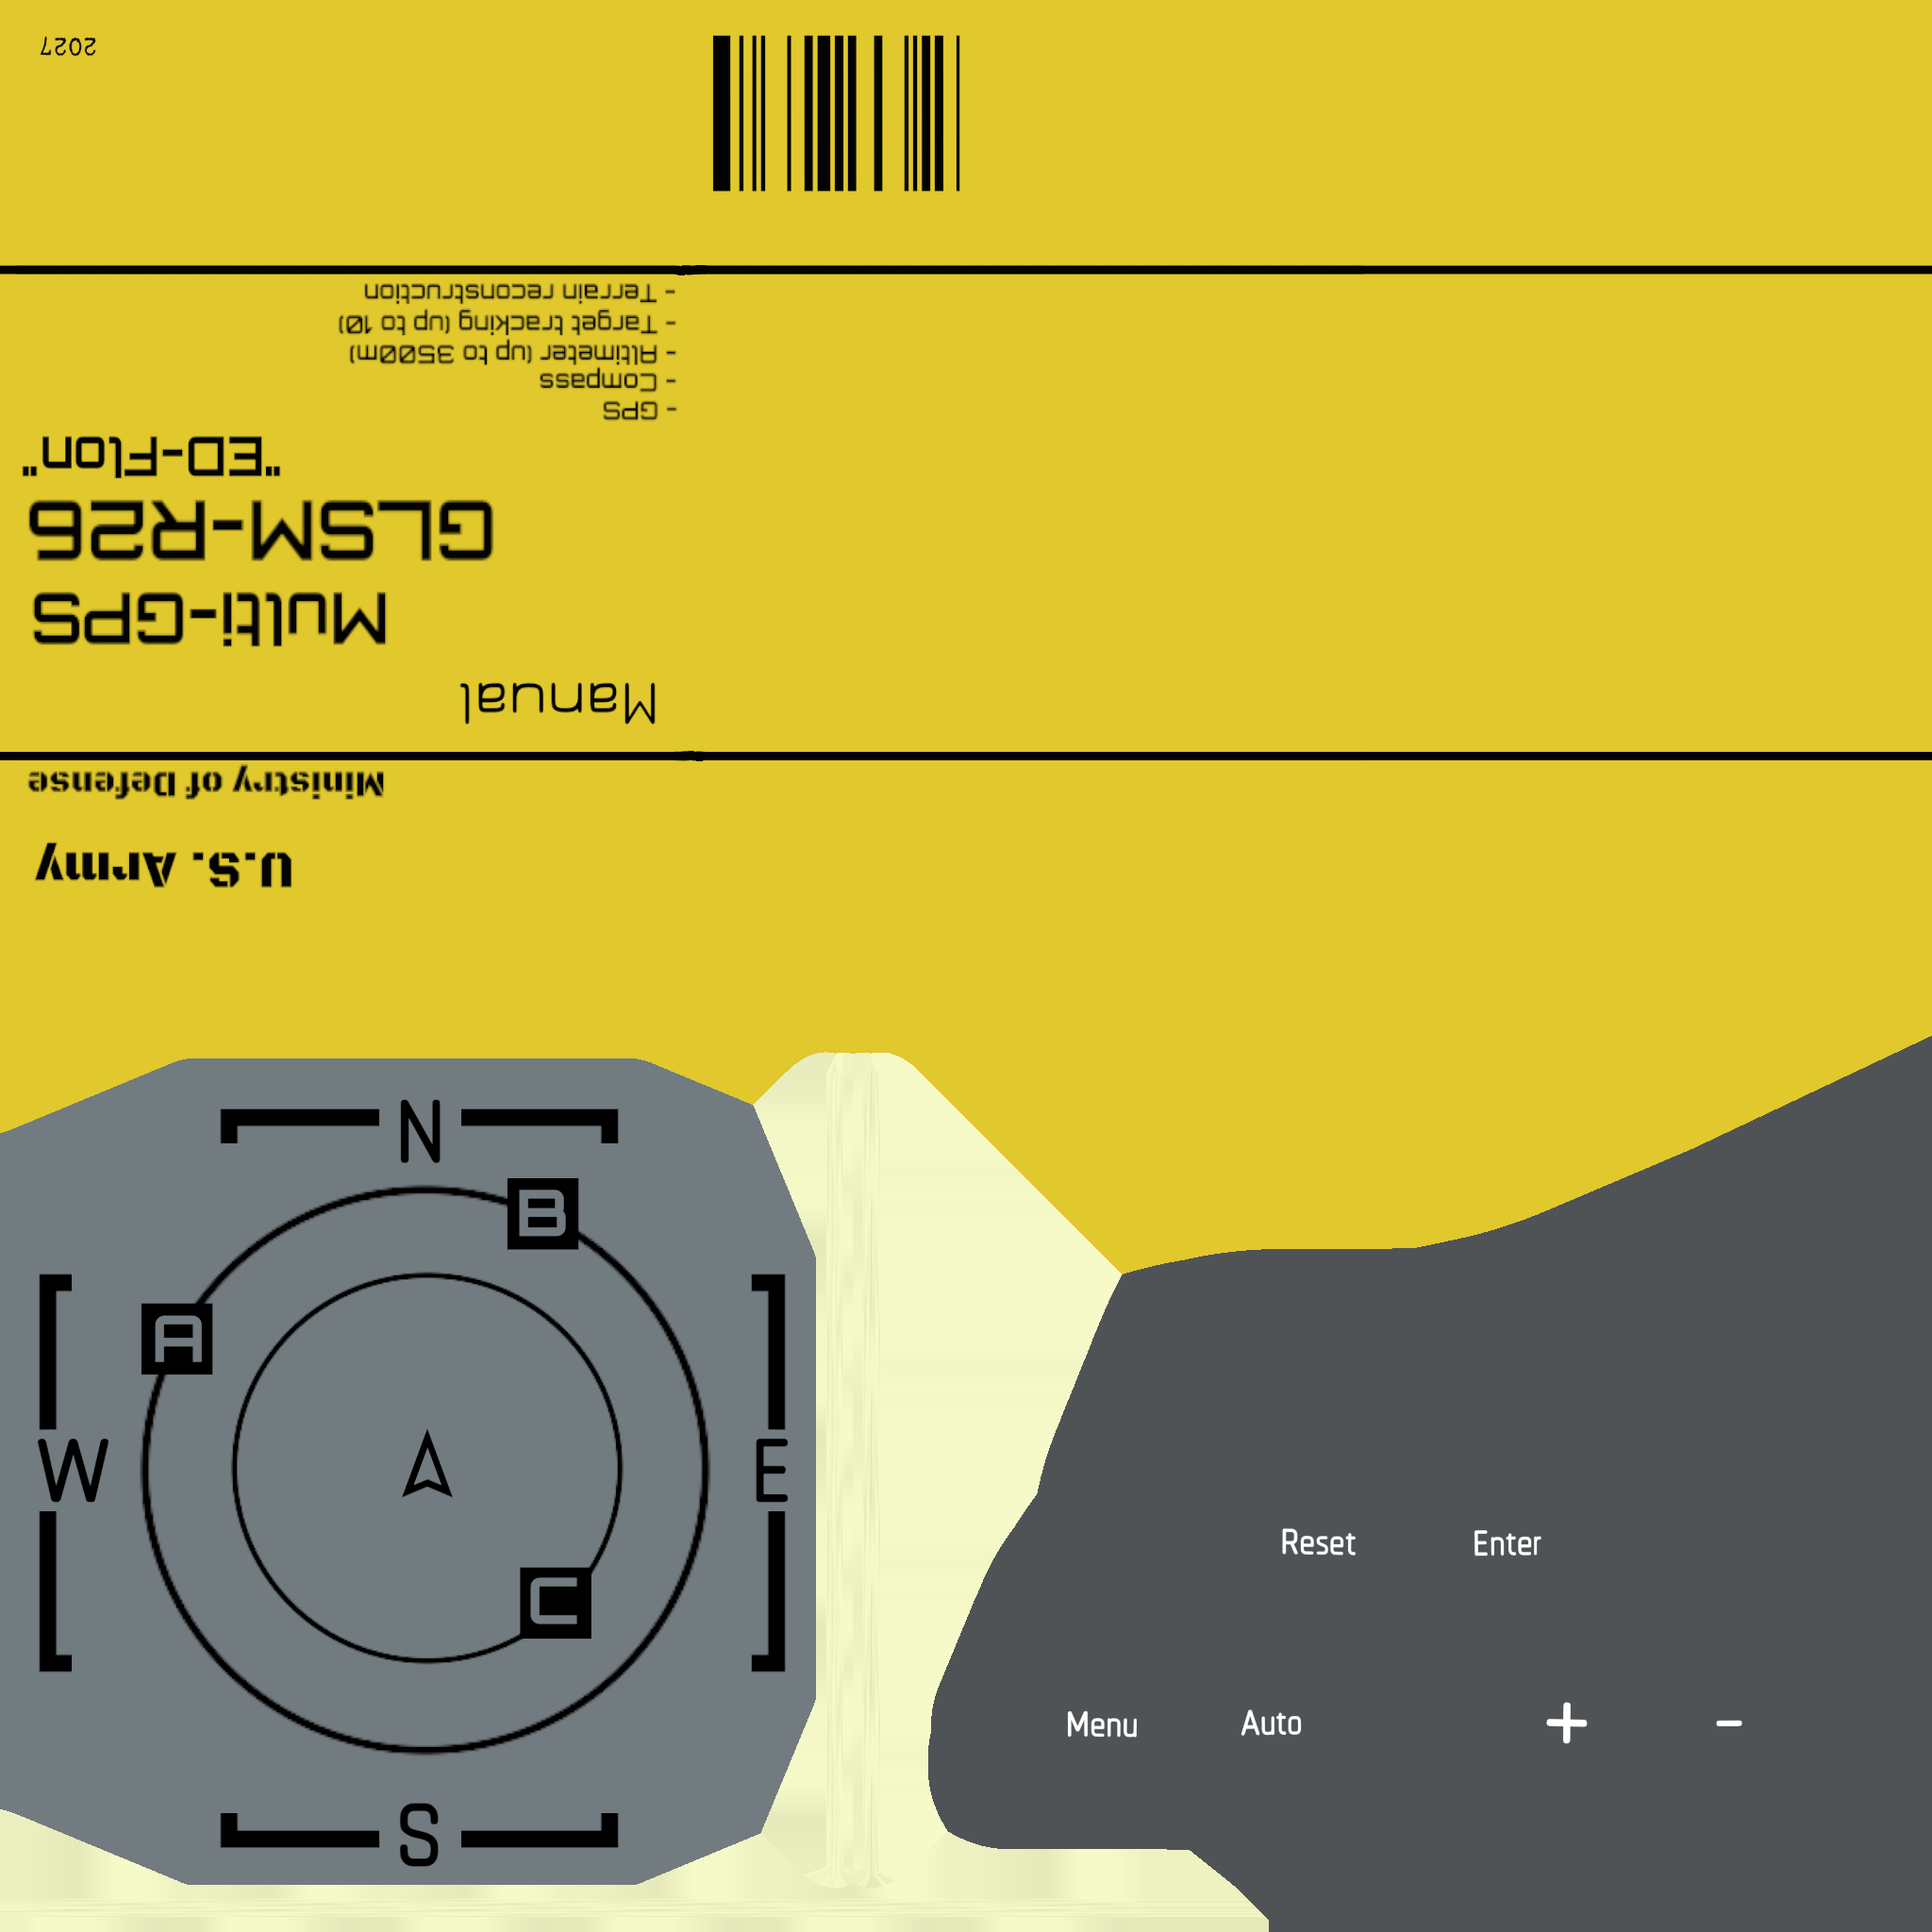 U.S. Army
Ministry of Defense
Manual
Multi-GPS
GLSM-R26
"ED-Flon"
- GPS
- Compass
- Altimeter (up to 3500m)
- Target tracking (up to 10)
- Terrain reconstruction
2027
N
B
A
W E
C
S
Reset Enter
Menu Auto + -